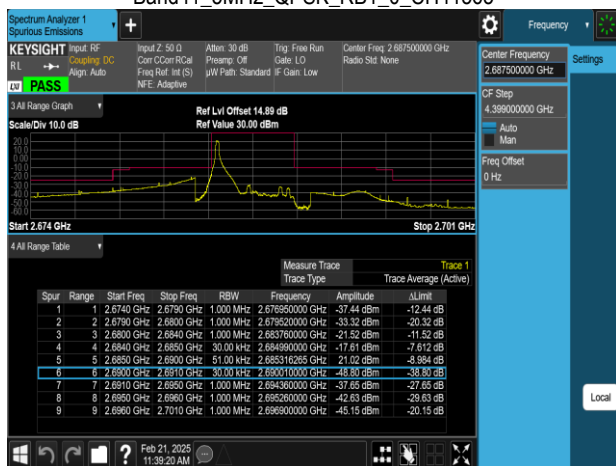 Spectrum Analyzer 1
Spurious Emissions
Frequency
KEYSIGHT Input: RF Input Z: 50 Ω Atten: 30 dB Trig: Free Run Center Freq: 2.687500000 GHz
RL Coupling: DC Corr CCorr RCal Preamp: Off Gate: LO Radio Std: None
Align: Auto Freq Ref: Int (S) µW Path: Standard IF Gain: Low
LXI PASS NFE: Adaptive
Center Frequency
2.687500000 GHz
Settings
CF Step
4.399000000 GHz
Auto
Man
Freq Offset
0 Hz
Local
3 All Range Graph
Scale/Div 10.0 dB
Ref Lvl Offset 14.89 dB
Ref Value 30.00 dBm
20.0
10.0
0.00
-10.0
-20.0
-30.0
-40.0
-50.0
-60.0
Start 2.674 GHz Stop 2.701 GHz
4 All Range Table
Measure Trace Trace 1
Trace Type Trace Average (Active)
Spur Range Start Freq Stop Freq RBW Frequency Amplitude ΔLimit
1 1 2.6740 GHz 2.6790 GHz 1.000 MHz 2.676950000 GHz -37.44 dBm -12.44 dB
2 2 2.6790 GHz 2.6800 GHz 1.000 MHz 2.679520000 GHz -33.32 dBm -20.32 dB
3 3 2.6800 GHz 2.6840 GHz 1.000 MHz 2.683760000 GHz -21.52 dBm -11.52 dB
4 4 2.6840 GHz 2.6850 GHz 30.00 kHz 2.684990000 GHz -17.61 dBm -7.612 dB
5 5 2.6850 GHz 2.6900 GHz 51.00 kHz 2.685316265 GHz 21.02 dBm -8.984 dB
6 6 2.6900 GHz 2.6910 GHz 30.00 kHz 2.690010000 GHz -48.80 dBm -38.80 dB
7 7 2.6910 GHz 2.6950 GHz 1.000 MHz 2.694360000 GHz -37.65 dBm -27.65 dB
8 8 2.6950 GHz 2.6960 GHz 1.000 MHz 2.695260000 GHz -42.63 dBm -29.63 dB
9 9 2.6960 GHz 2.7010 GHz 1.000 MHz 2.696900000 GHz -45.15 dBm -20.15 dB
Feb 21, 2025
11:39:20 AM